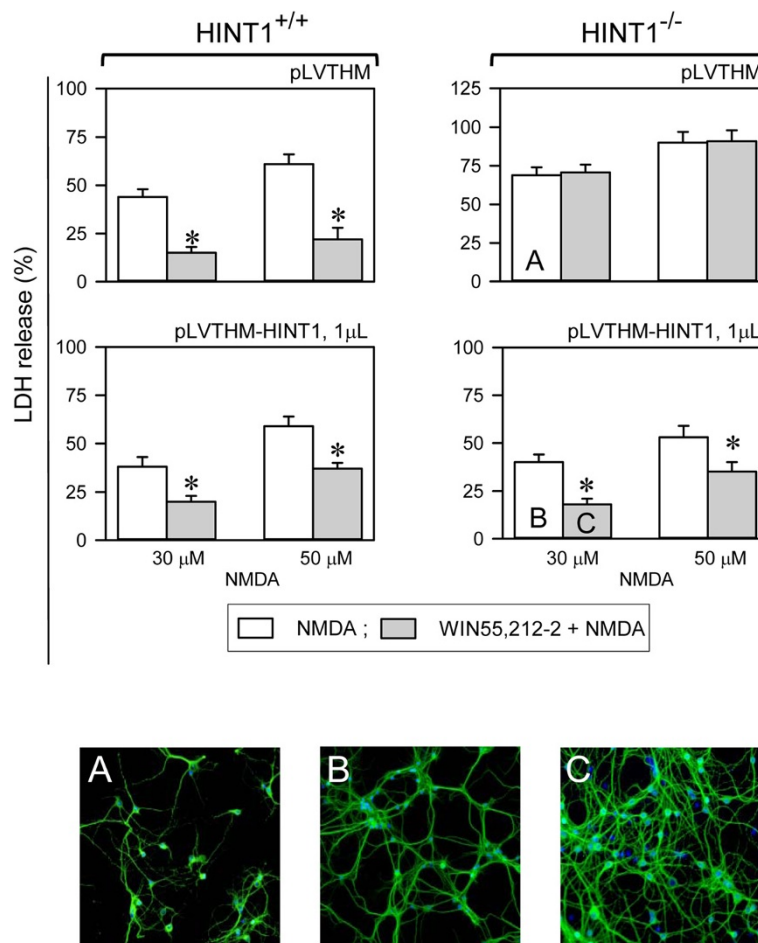 HINT1+/+
HINT1-/-
LDH release (%)
pLVTHM
100
75
50
25
0
*
*
pLVTHM
125
100
75
50
25
0
A
pLVTHM-HINT1, 1μL
100
75
50
25
0
*
*
30 μM
50 μM
NMDA
pLVTHM-HINT1, 1μL
100
75
50
25
0
B
*
C
*
30 μM
50 μM
NMDA
NMDA ; WIN55,212-2 + NMDA
A
B
C